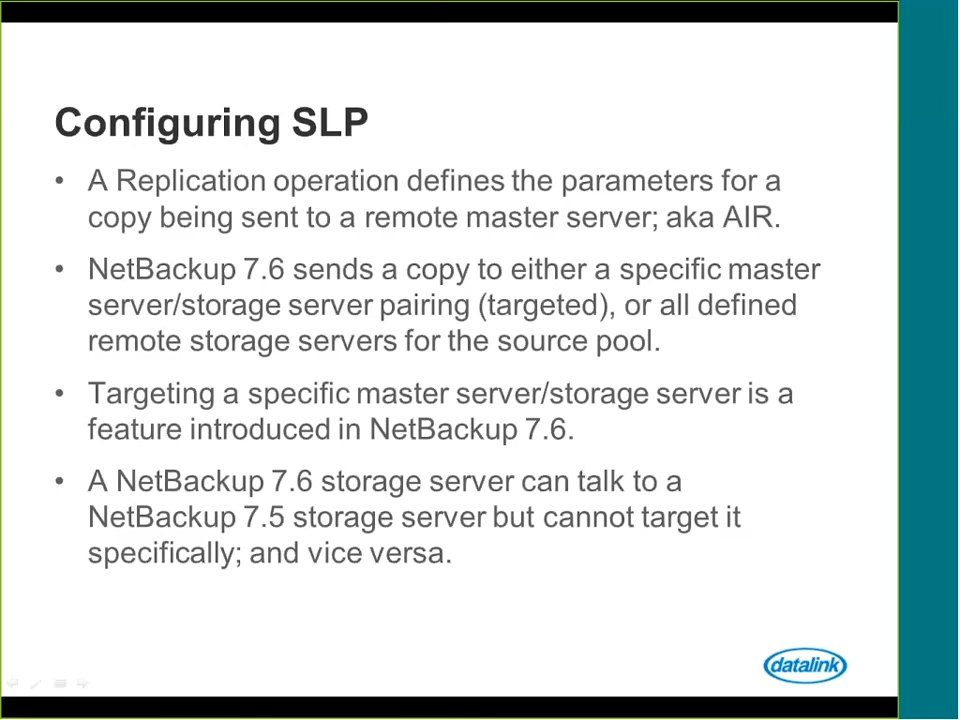 Configuring SLP
• A Replication operation defines the parameters for a
copy being sent to a remote master server; aka AIR.
• NetBackup 7.6 sends a copy to either a specific master
server/storage server pairing (targeted), or all defined
remote storage servers for the source pool.
• Targeting a specific master server/storage server is a
feature introduced in NetBackup 7.6.
• A NetBackup 7.6 storage server can talk to a
NetBackup 7.5 storage server but cannot target it
specifically; and vice versa.
datalink